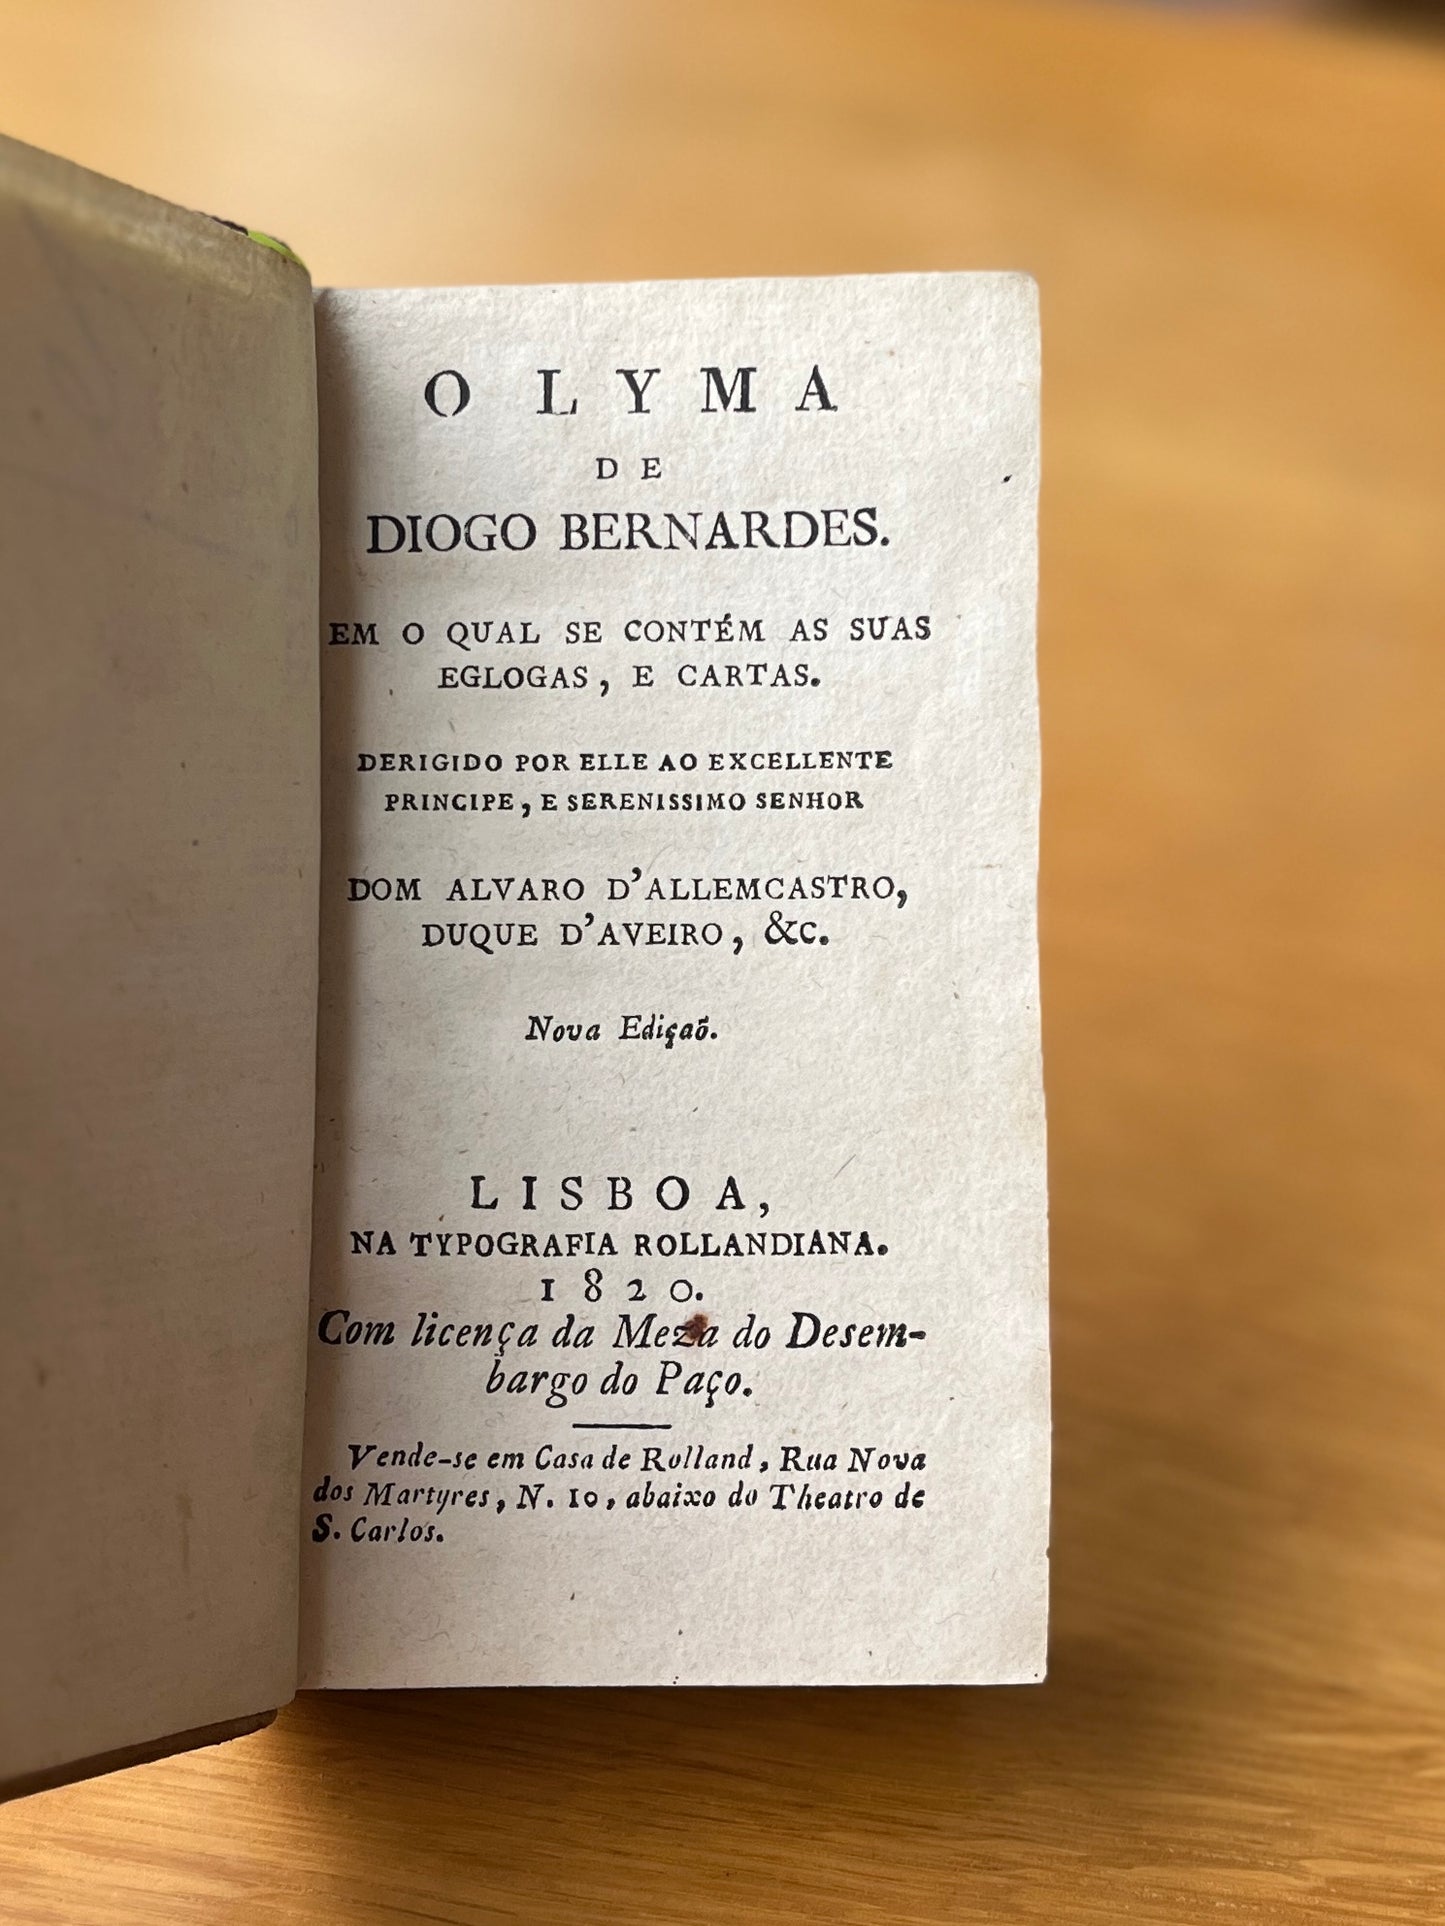 O LYMA
DE
DIOGO BERNARDES.
EM O QUAL SE CONTÉM AS SUAS
EGLOGAS, E CARTAS.
DERIGIDO POR ELLE AO EXCELLENTE
PRINCIPE, E SERENISSIMO SENHOR
DOM ALVARO D'ALLEMCASTRO,
DUQUE D'AVEIRO, &C.
Nova Ediçaõ.
LISBOA,
NA TYPOGRAFIA ROLLANDIANA.
1820.
Com licença da Meza do Desem-
bargo do Paço.
Vende-se em Casa de Rolland, Rua Nova
dos Martyres, N. 10, abaixo do Theatro de
S. Carlos.